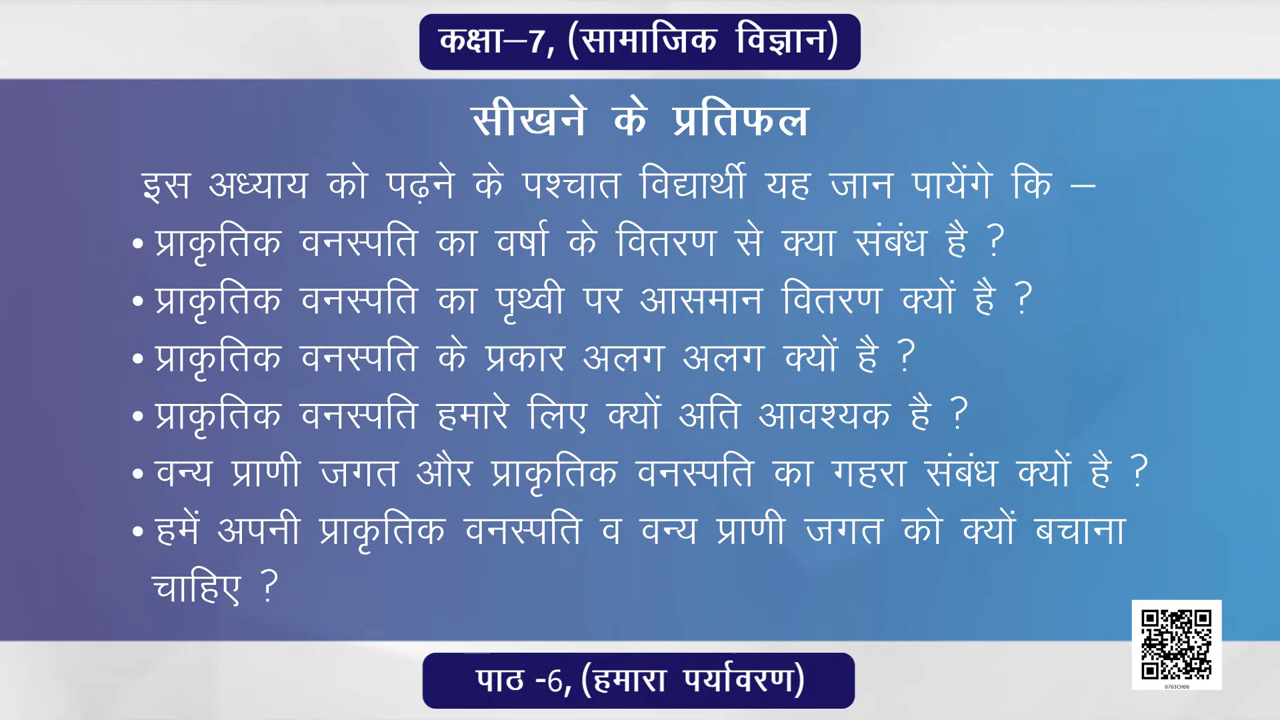 कक्षा–7, (सामाजिक विज्ञान)
सीखने के प्रतिफल
इस अध्याय को पढ़ने के पश्चात विद्यार्थी यह जान पायेंगे कि –
• प्राकृतिक वनस्पति का वर्षा के वितरण से क्या संबंध है ?
• प्राकृतिक वनस्पति का पृथ्वी पर आसमान वितरण क्यों है ?
• प्राकृतिक वनस्पति के प्रकार अलग अलग क्यों है ?
• प्राकृतिक वनस्पति हमारे लिए क्यों अति आवश्यक है ?
• वन्य प्राणी जगत और प्राकृतिक वनस्पति का गहरा संबंध क्यों है ?
• हमें अपनी प्राकृतिक वनस्पति व वन्य प्राणी जगत को क्यों बचाना
चाहिए ?
0763CH06
पाठ -6, (हमारा पर्यावरण)